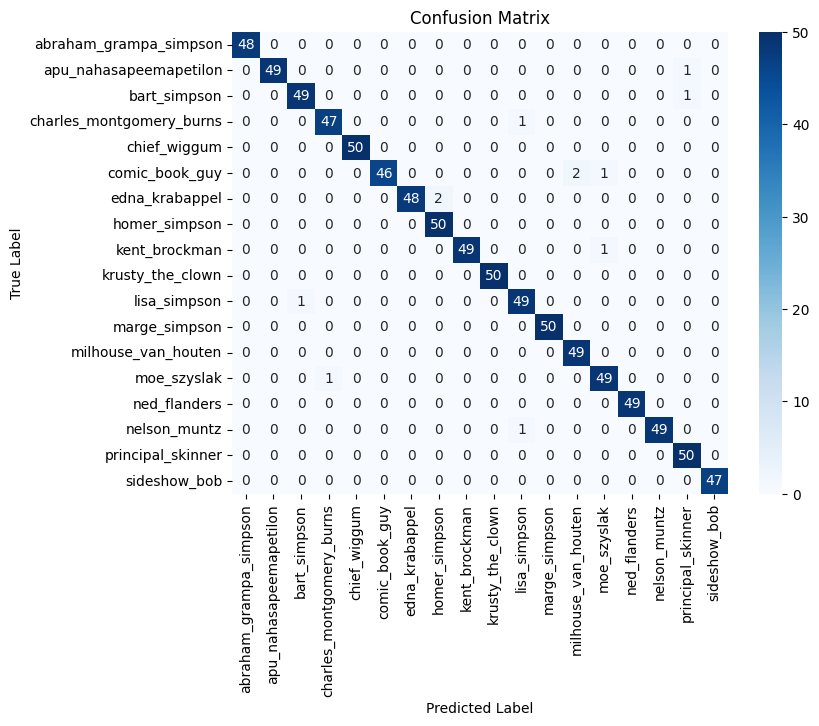 Confusion Matrix
True Label
abraham_grampa_simpson 48 0 0 0 0 0 0 0 0 0 0 0 0 0 0 0 0 0
apu_nahasapeemapetilon 0 49 0 0 0 0 0 0 0 0 0 0 0 0 0 0 1 0
bart_simpson 0 0 49 0 0 0 0 0 0 0 0 0 0 0 0 0 1 0
charles_montgomery_burns 0 0 0 47 0 0 0 0 0 0 1 0 0 0 0 0 0 0
chief_wiggum 0 0 0 0 50 0 0 0 0 0 0 0 0 0 0 0 0 0
comic_book_guy 0 0 0 0 0 46 0 0 0 0 0 0 2 1 0 0 0 0
edna_krabappel 0 0 0 0 0 0 48 2 0 0 0 0 0 0 0 0 0 0
homer_simpson 0 0 0 0 0 0 0 50 0 0 0 0 0 0 0 0 0 0
kent_brockman 0 0 0 0 0 0 0 0 49 0 0 0 0 1 0 0 0 0
krusty_the_clown 0 0 0 0 0 0 0 0 0 50 0 0 0 0 0 0 0 0
lisa_simpson 0 0 1 0 0 0 0 0 0 0 49 0 0 0 0 0 0 0
marge_simpson 0 0 0 0 0 0 0 0 0 0 0 50 0 0 0 0 0 0
milhouse_van_houten 0 0 0 0 0 0 0 0 0 0 0 0 49 0 0 0 0 0
moe_szyslak 0 0 0 1 0 0 0 0 0 0 0 0 0 49 0 0 0 0
ned_flanders 0 0 0 0 0 0 0 0 0 0 0 0 0 0 49 0 0 0
nelson_muntz 0 0 0 0 0 0 0 0 0 0 1 0 0 0 0 49 0 0
principal_skinner 0 0 0 0 0 0 0 0 0 0 0 0 0 0 0 0 50 0
sideshow_bob 0 0 0 0 0 0 0 0 0 0 0 0 0 0 0 0 0 47
abraham_grampa_simpson
apu_nahasapeemapetilon
bart_simpson
charles_montgomery_burns
chief_wiggum
comic_book_guy
edna_krabappel
homer_simpson
kent_brockman
krusty_the_clown
lisa_simpson
marge_simpson
milhouse_van_houten
moe_szyslak
ned_flanders
nelson_muntz
principal_skinner
sideshow_bob
Predicted Label
50
40
30
20
10
0